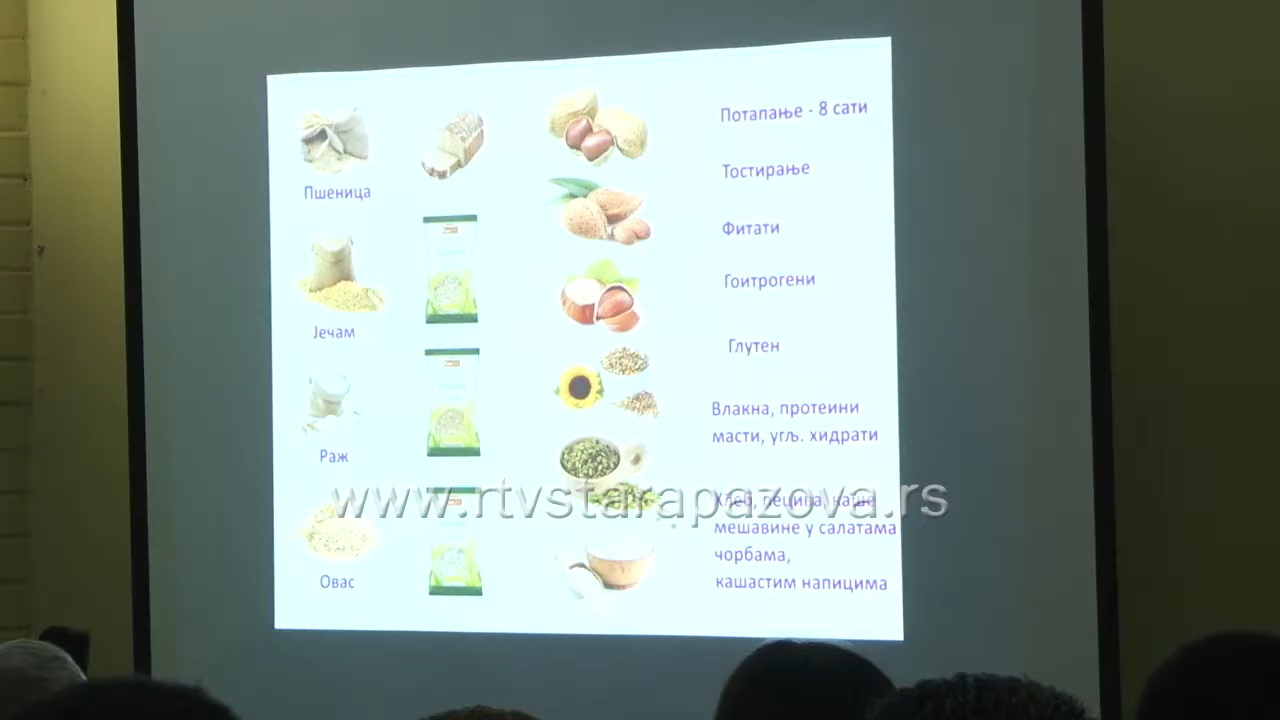 Пшеница
Јечам
Раж
Овас
Потапање - 8 сати
Тостирање
Фитати
Гоитрогени
Глутен
Влакна, протеини
масти, угљ. хидрати
Хлеб, пецива, каше
мешавине у салатама
чорбама,
кашастим напицима
www.rtvstarapazova.rs